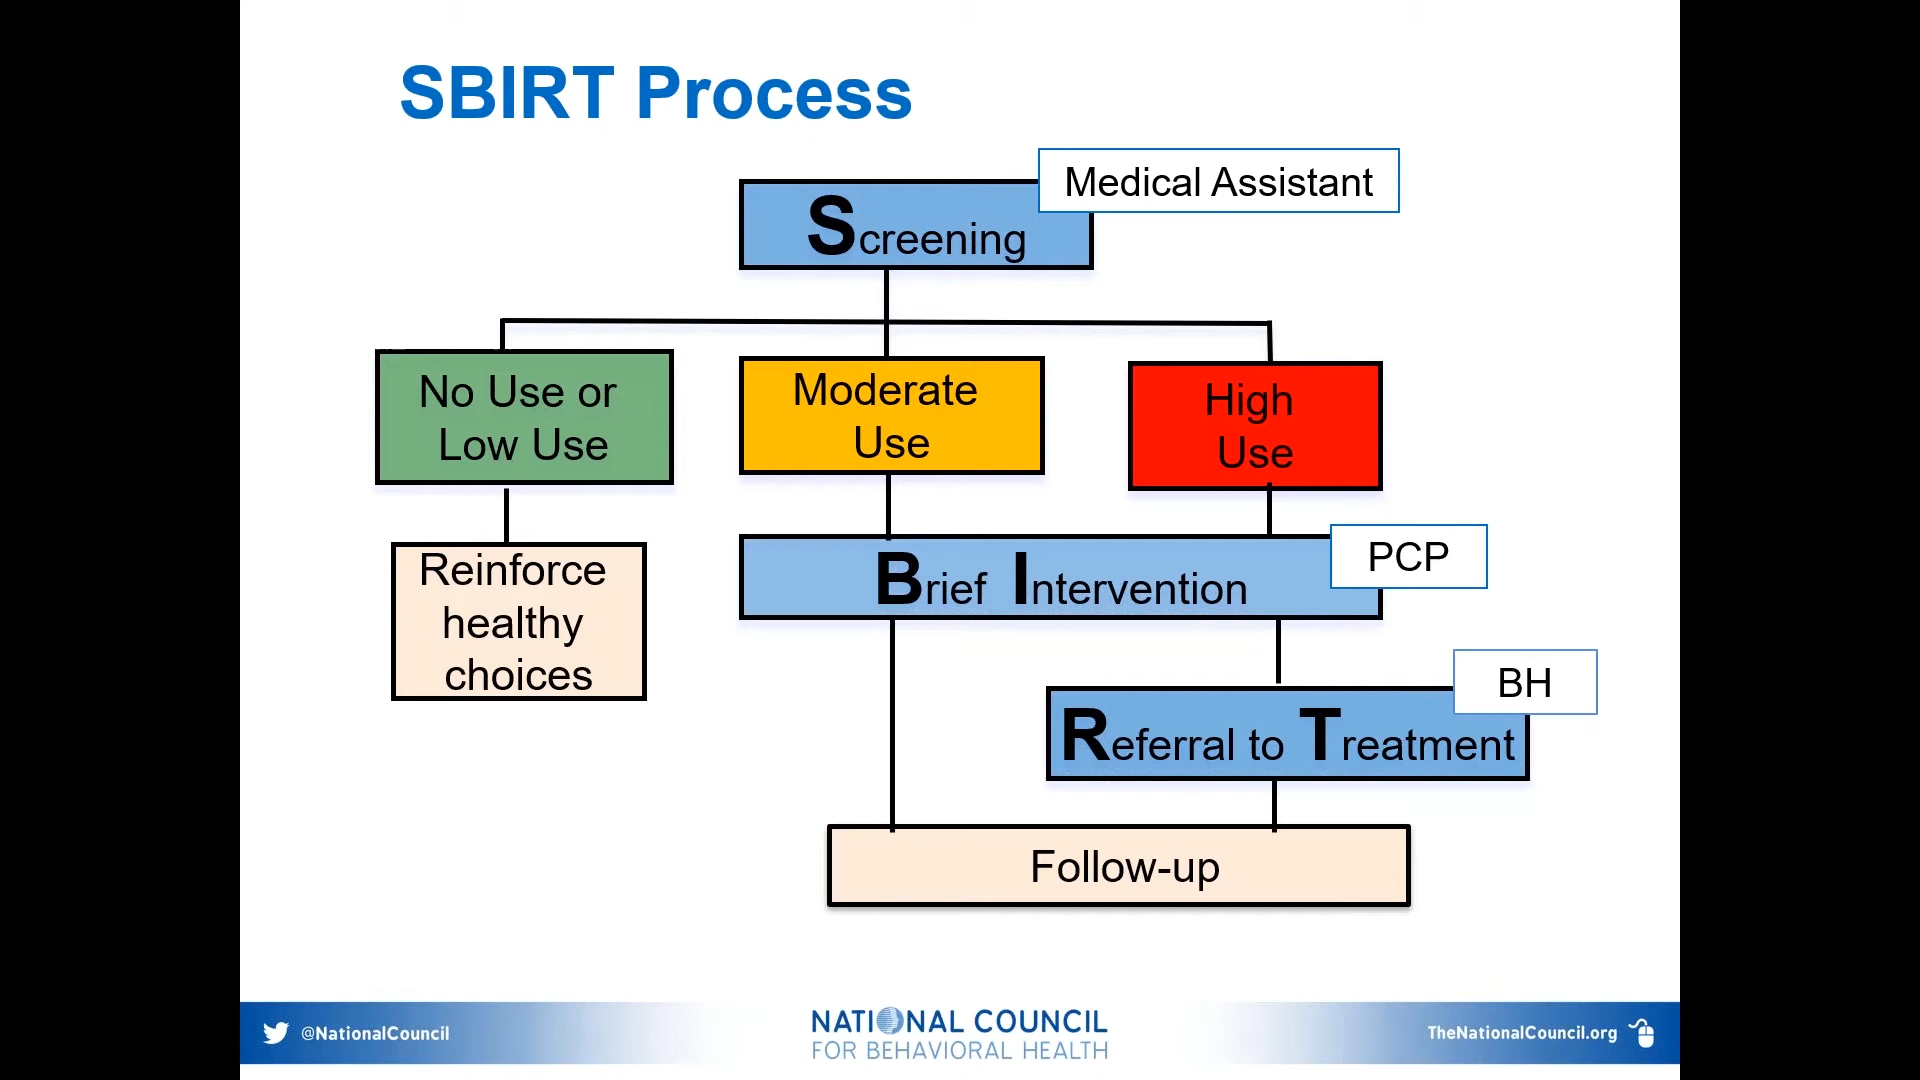 SBIRT Process
Medical Assistant
Screening
No Use or
Low Use
Moderate
Use
High
Use
Reinforce
healthy
choices
Brief Intervention
PCP
BH
Referral to Treatment
Follow-up
@NationalCouncil
NATIONAL COUNCIL
FOR BEHAVIORAL HEALTH
TheNationalCouncil.org